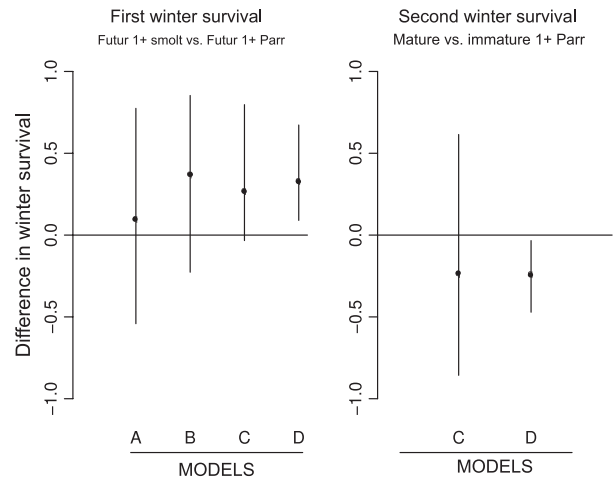 First winter survival
Futur 1+ smolt vs. Futur 1+ Parr
Second winter survival
Mature vs. immature 1+ Parr
Difference in winter survival
1.0
0.5
0.0
−0.5
−1.0
A B C D
MODELS
1.0
0.5
0.0
−0.5
−1.0
C D
MODELS